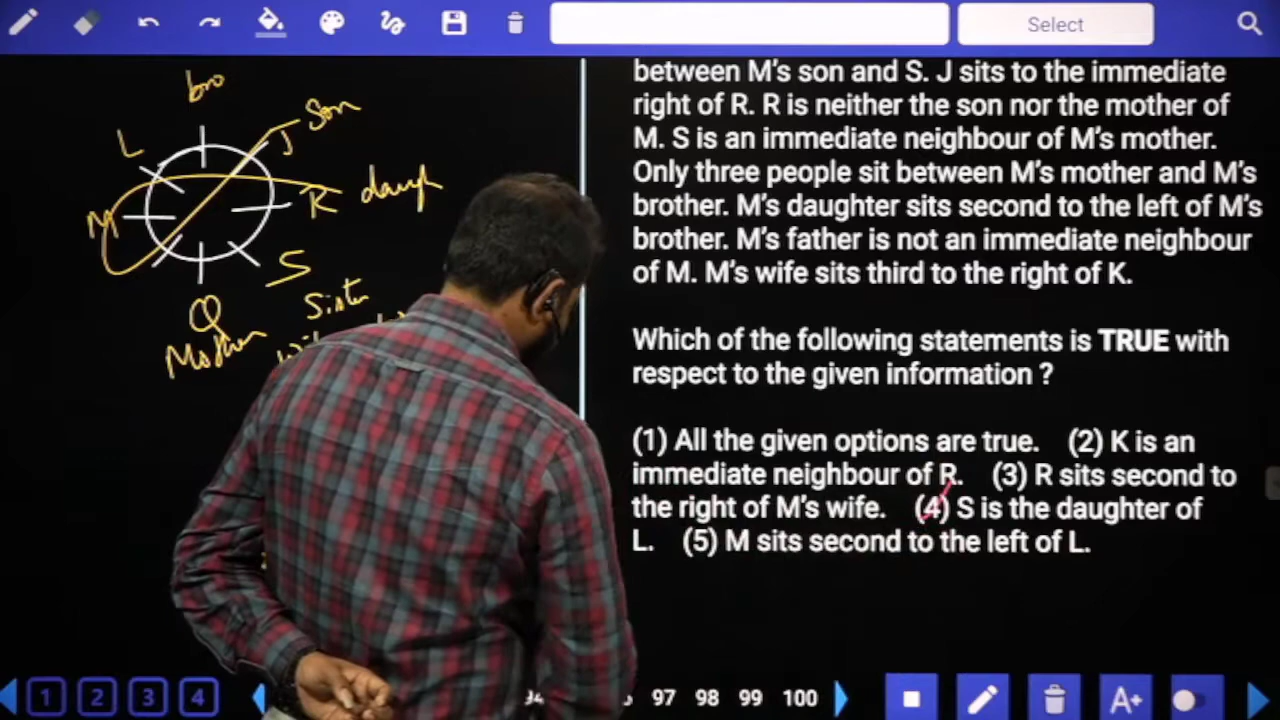 Select
bro
L
J Son
M
R daugh
S
Q
Sister
Mother
between M's son and S. J sits to the immediate
right of R. R is neither the son nor the mother of
M. S is an immediate neighbour of M's mother.
Only three people sit between M's mother and M's
brother. M's daughter sits second to the left of M's
brother. M's father is not an immediate neighbour
of M. M's wife sits third to the right of K.
Which of the following statements is TRUE with
respect to the given information ?
(1) All the given options are true. (2) K is an
immediate neighbour of R. (3) R sits second to
the right of M's wife. (4) S is the daughter of
L. (5) M sits second to the left of L.
1 2 3 4
97 98 99 100
A+